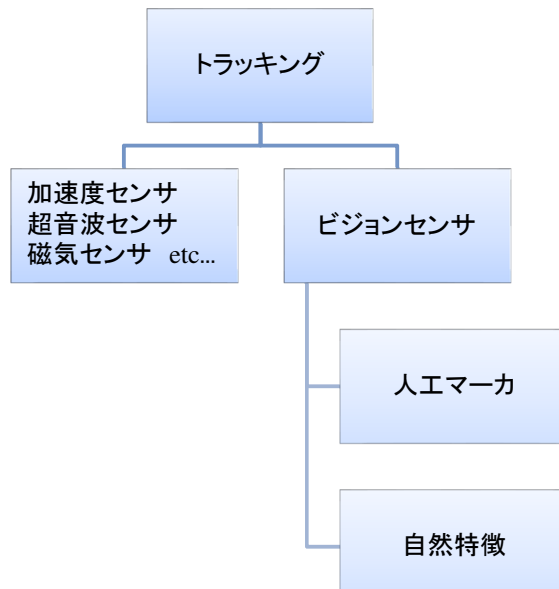 トラッキング
加速度センサ
超音波センサ
磁気センサ etc...
ビジョンセンサ
人工マーカ
自然特徴